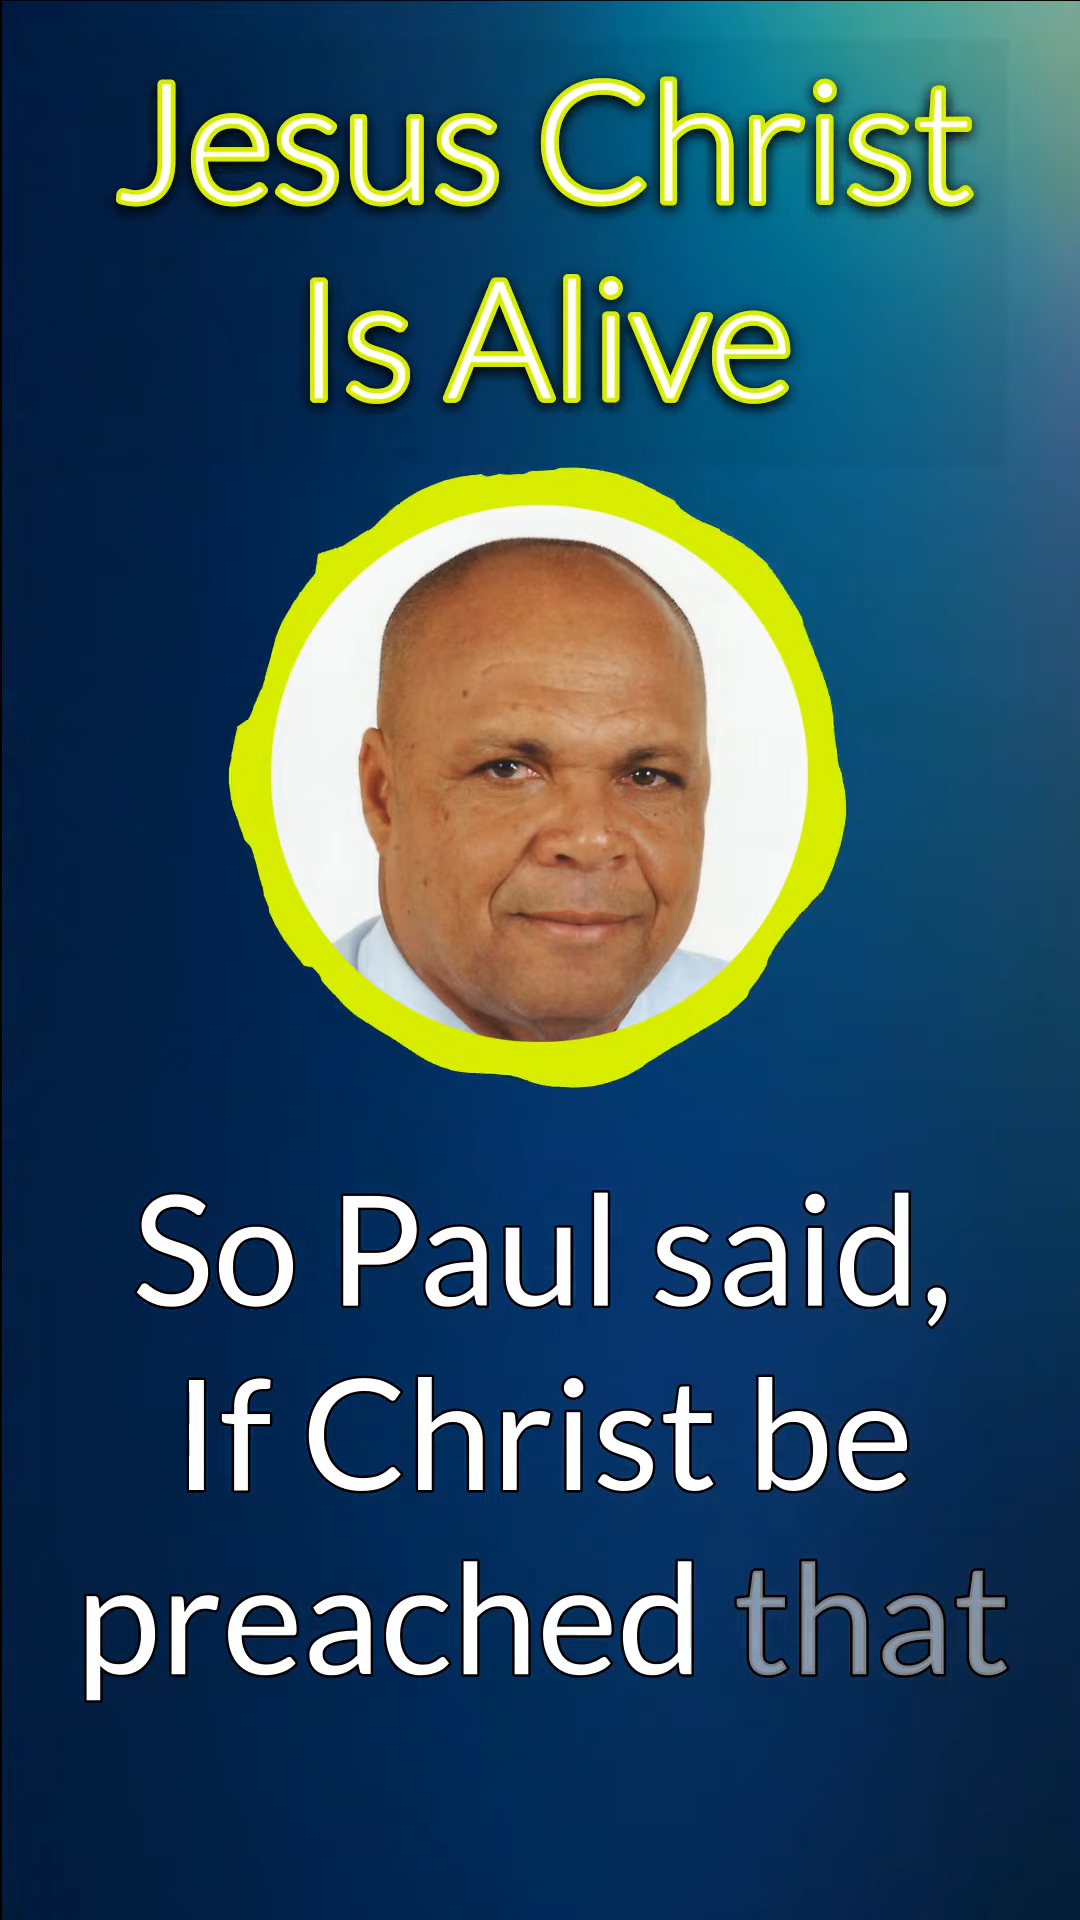 Jesus Christ
Is Alive
So Paul said,
If Christ be
preached that